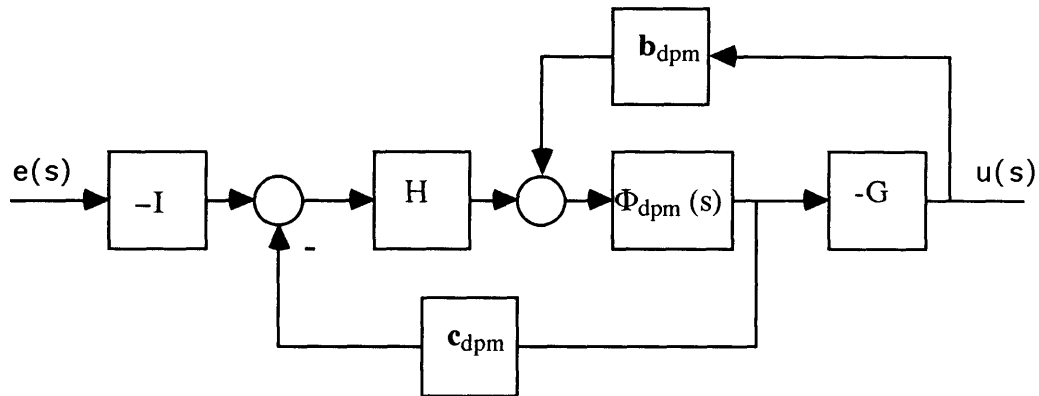 b_dpm
e(s)
–I
H
Φ_dpm (s)
-G
u(s)
-
c_dpm